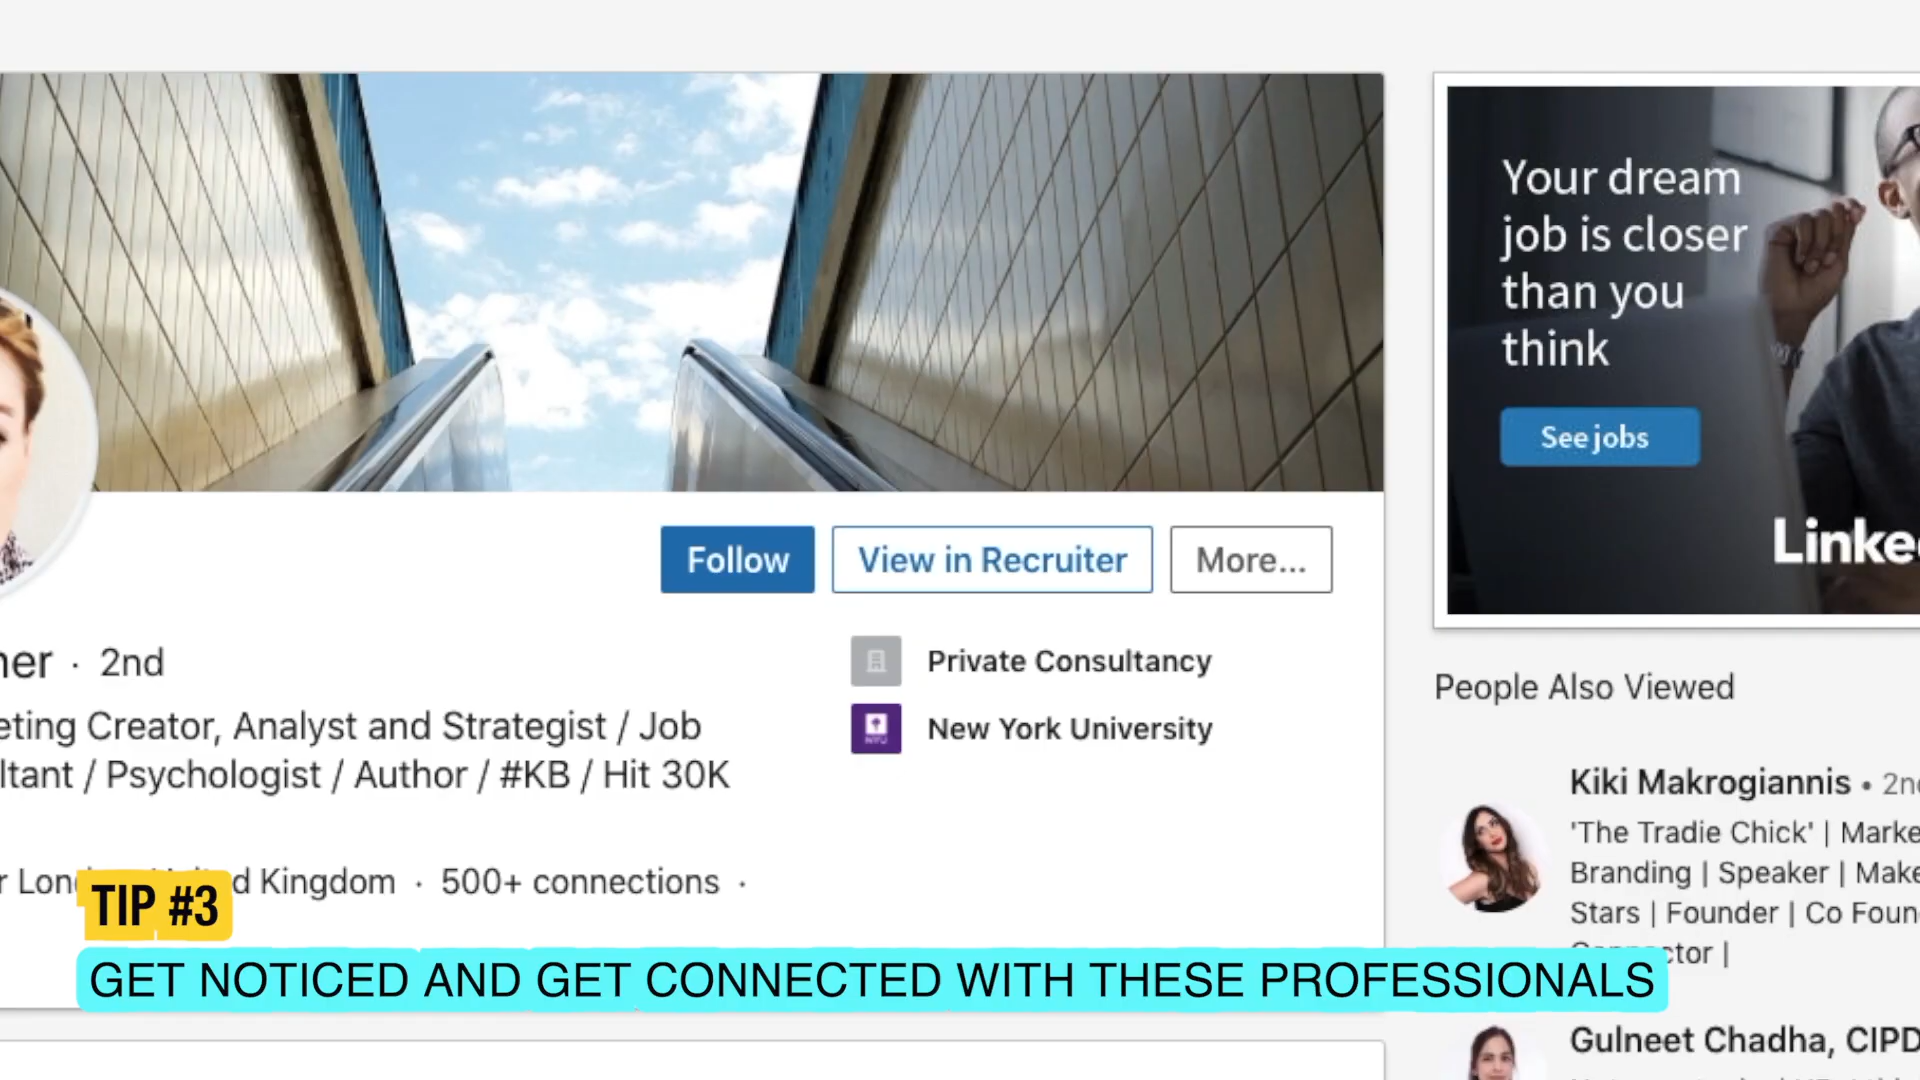 Your dream
job is closer
than you
think
See jobs
Linke
Follow
View in Recruiter
More...
ner · 2nd
Private Consultancy
eting Creator, Analyst and Strategist / Job
New York University
ltant / Psychologist / Author / #KB / Hit 30K
r Lon d Kingdom · 500+ connections ·
People Also Viewed
Kiki Makrogiannis • 2n
'The Tradie Chick' | Marke
Branding | Speaker | Make
Stars | Founder | Co Foun
ctor |
Gulneet Chadha, CIPD
TIP #3
GET NOTICED AND GET CONNECTED WITH THESE PROFESSIONALS